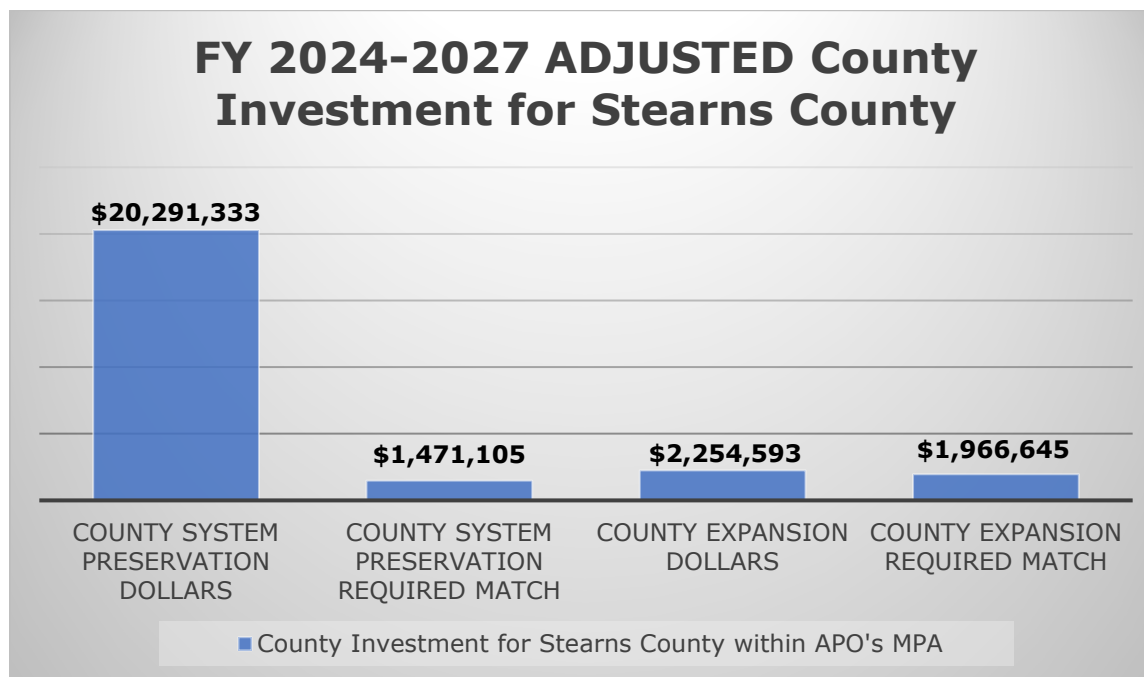 FY 2024-2027 ADJUSTED County
Investment for Stearns County
$20,291,333
$1,471,105
$2,254,593
$1,966,645
COUNTY SYSTEM
PRESERVATION
DOLLARS
COUNTY SYSTEM
PRESERVATION
REQUIRED MATCH
COUNTY EXPANSION
DOLLARS
COUNTY EXPANSION
REQUIRED MATCH
County Investment for Stearns County within APO's MPA